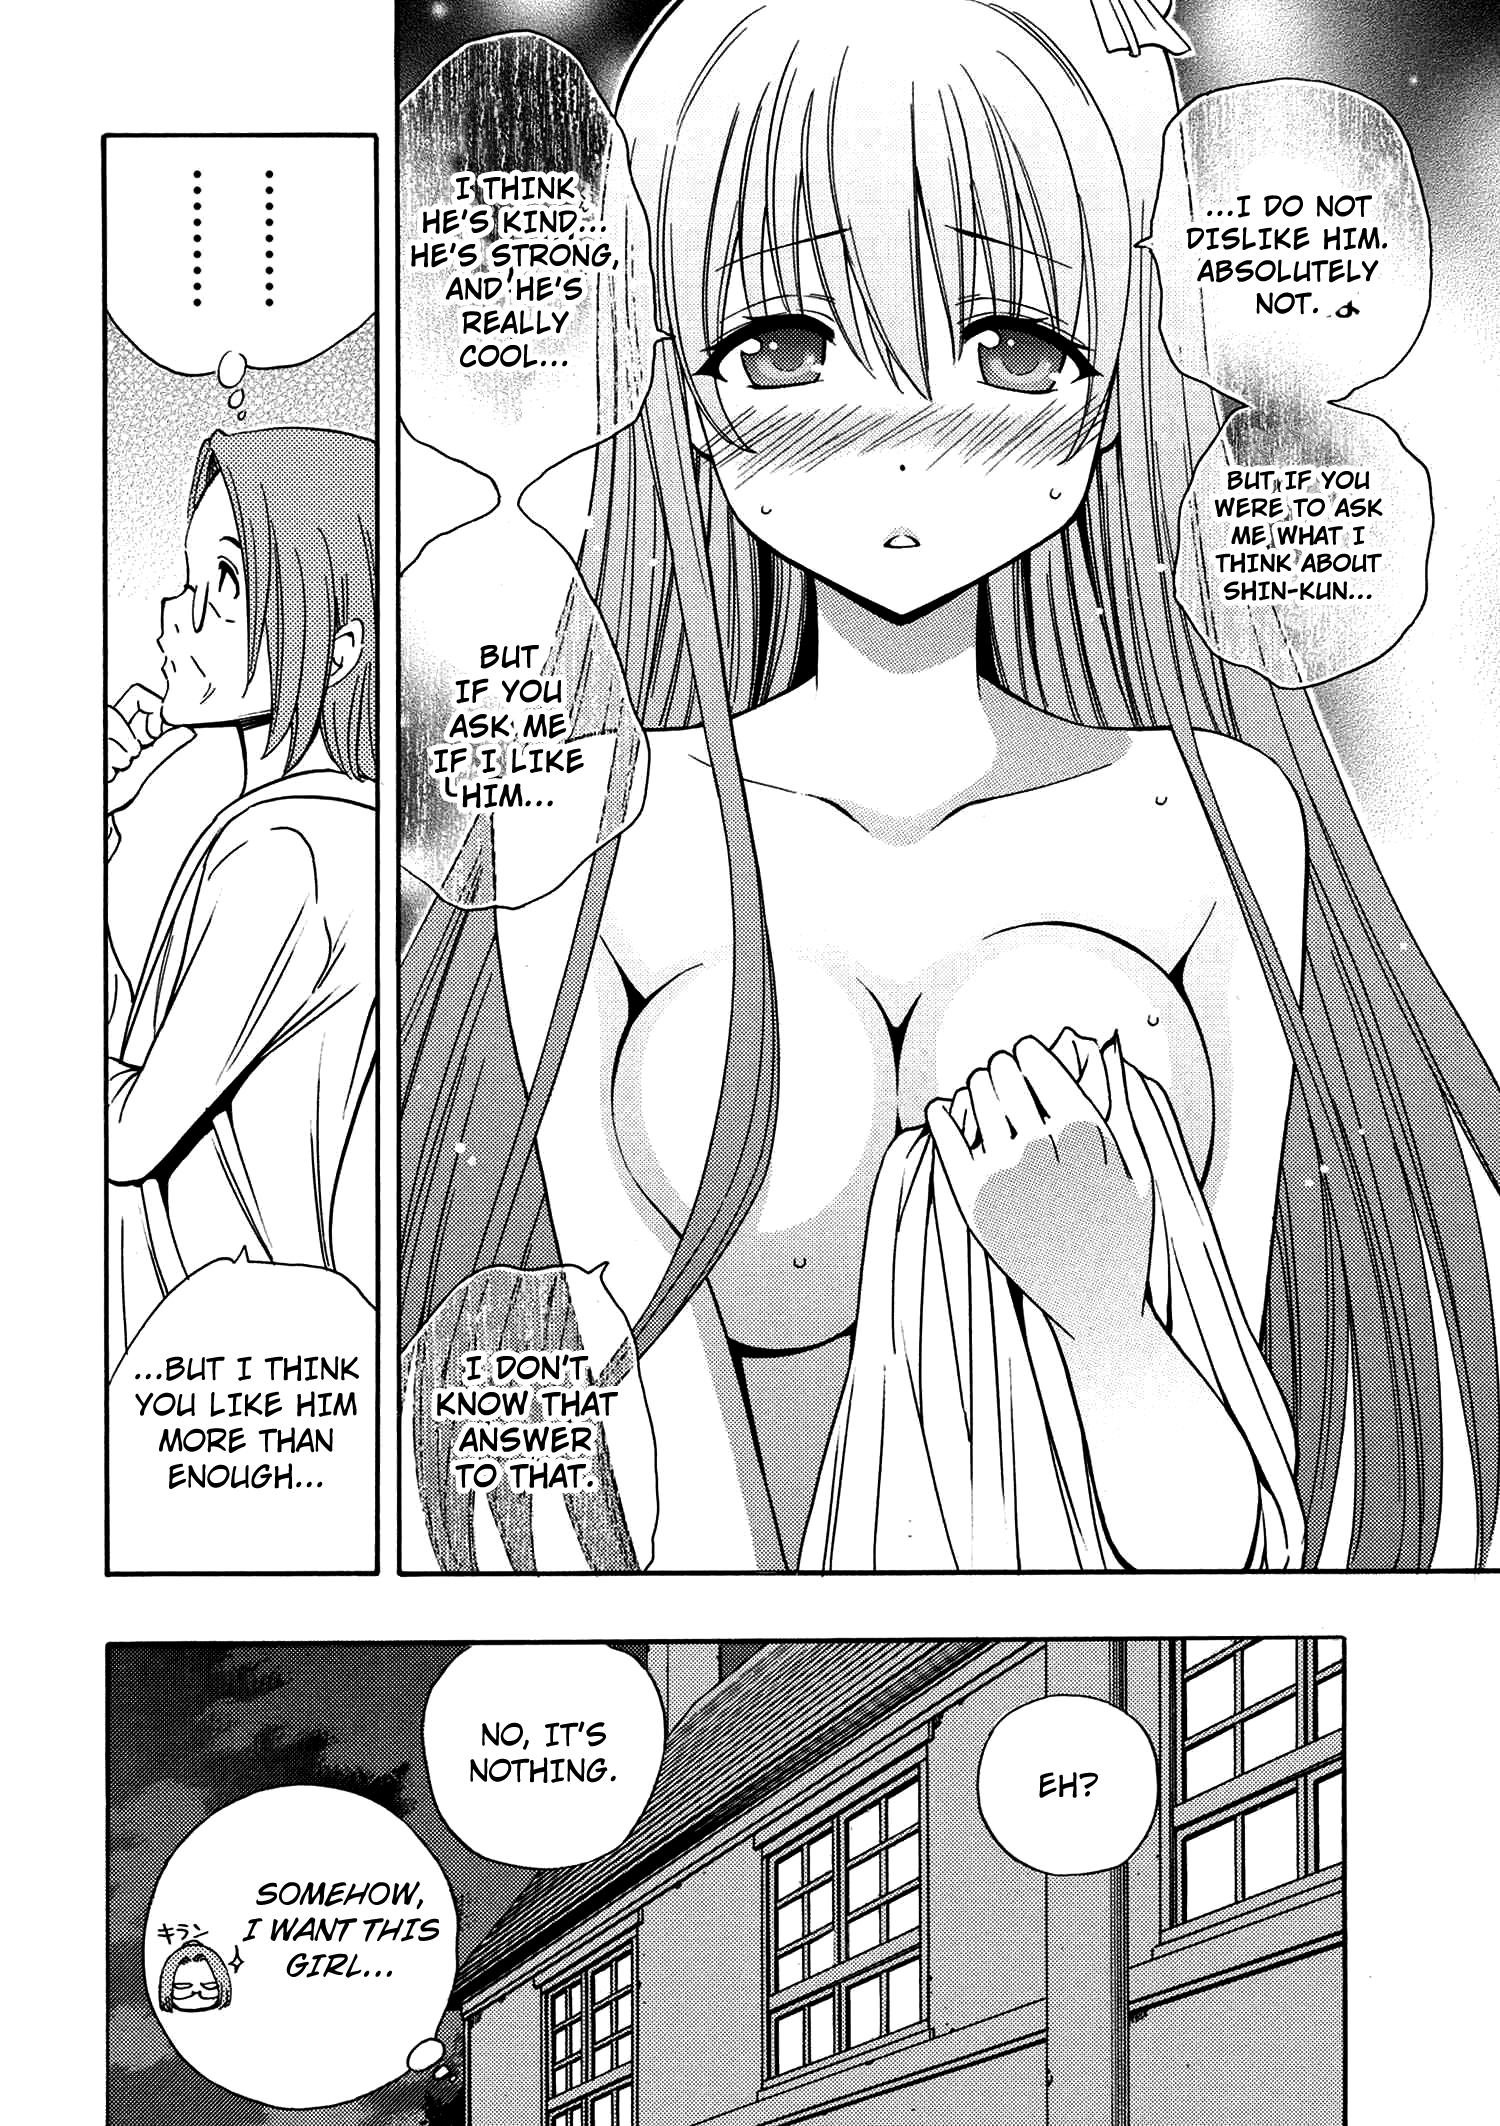 ...I DO NOT
DISLIKE HIM.
ABSOLUTELY
NOT.
BUT IF YOU
WERE TO ASK
ME WHAT I
THINK ABOUT
SHIN-KUN...
I THINK
HE'S KIND...
HE'S STRONG,
AND HE'S
REALLY
COOL...
BUT
IF YOU
ASK ME
IF I LIKE
HIM...
I DON'T
KNOW THAT
ANSWER
TO THAT.
...BUT I THINK
YOU LIKE HIM
MORE THAN
ENOUGH...
EH?
NO, IT'S
NOTHING.
SOMEHOW,
I WANT THIS
GIRL...
キラン